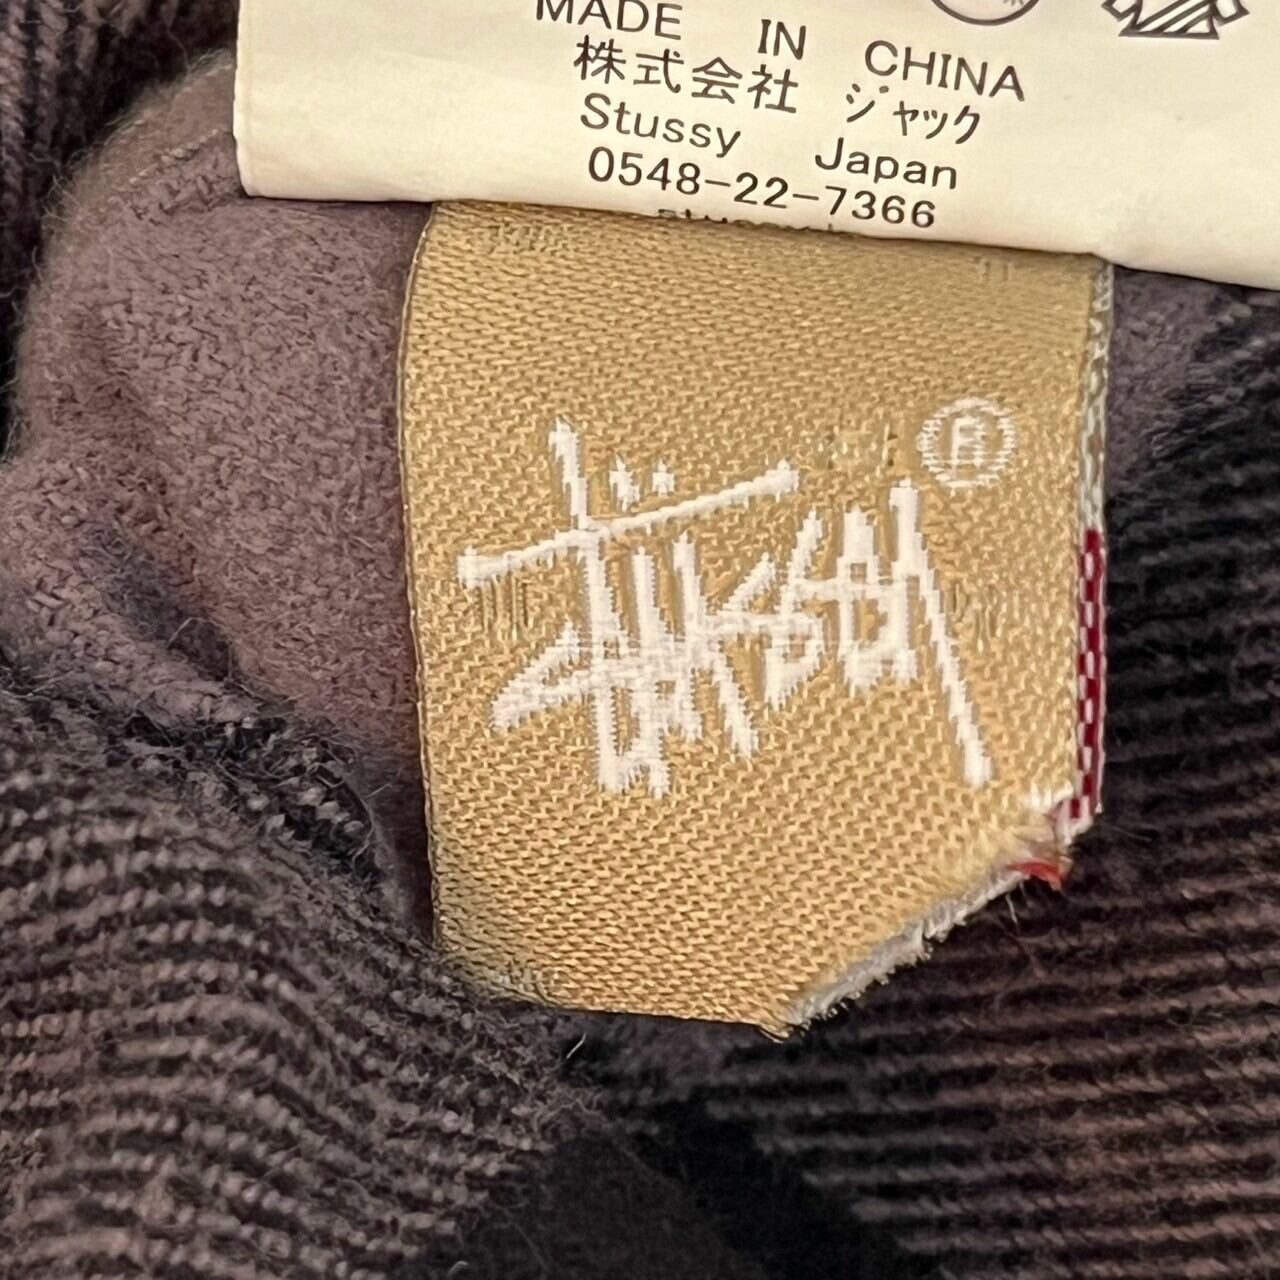 MADE IN CHINA
株式会社 ジャック
Stussy Japan
0548-22-7366
Stüssy ®